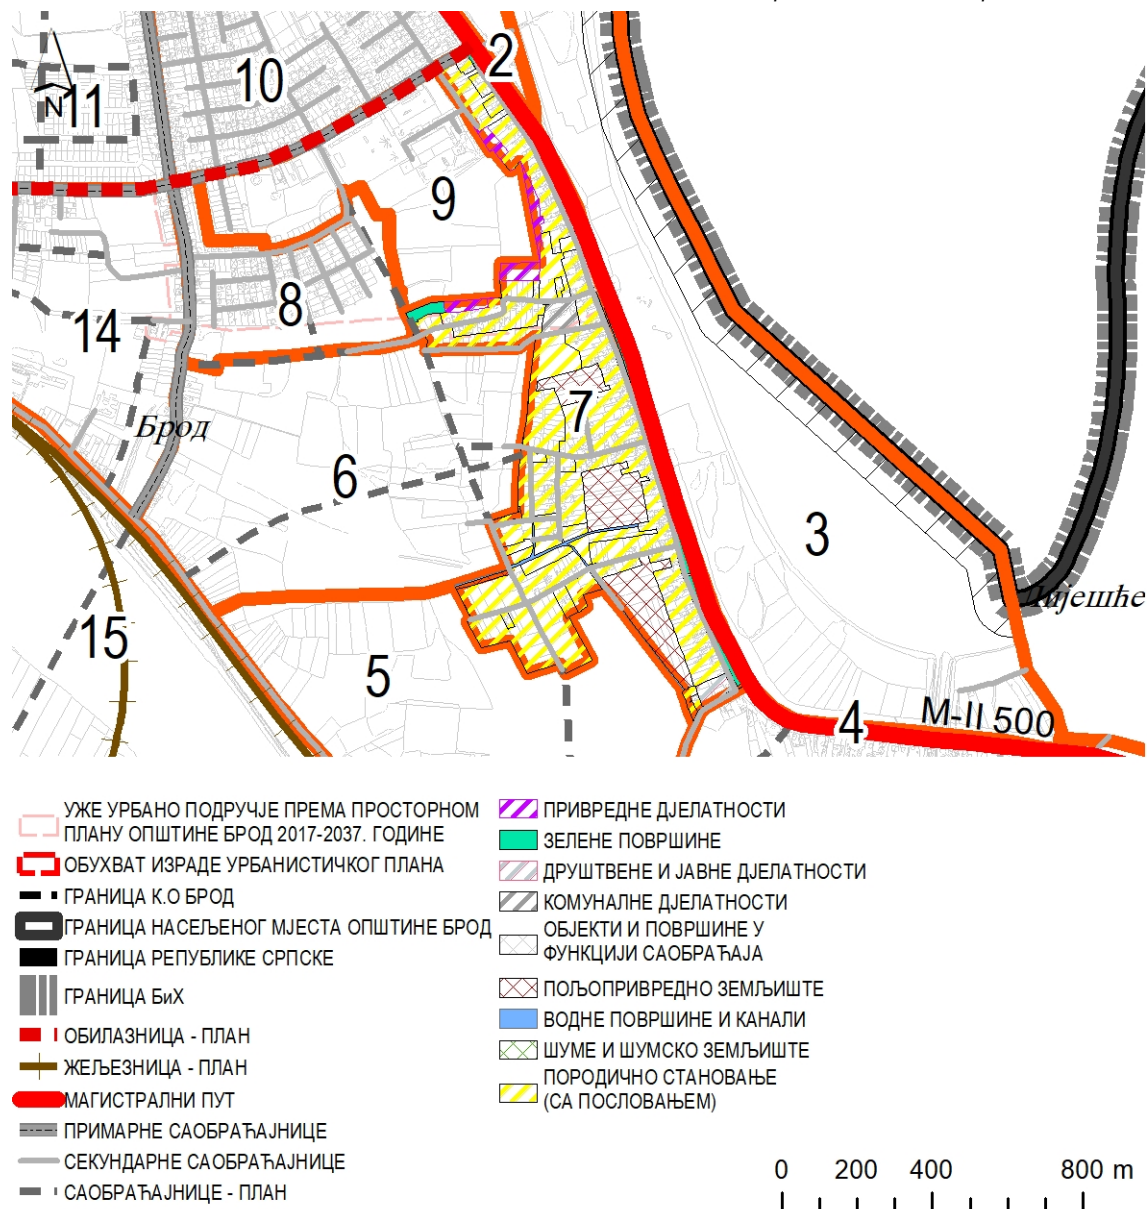 2
10
11
N
9
8
14
Брод
7
6
3
Лијешће
15
5
4
М-II 500
УЖЕ УРБАНО ПОДРУЧЈЕ ПРЕМА ПРОСТОРНОМ
ПЛАНУ ОПШТИНЕ БРОД 2017-2037. ГОДИНЕ
ОБУХВАТ ИЗРАДЕ УРБАНИСТИЧКОГ ПЛАНА
ГРАНИЦА К.О БРОД
ГРАНИЦА НАСЕЉЕНОГ МЈЕСТА ОПШТИНЕ БРОД
ГРАНИЦА РЕПУБЛИКЕ СРПСКЕ
ГРАНИЦА БиХ
ОБИЛАЗНИЦА - ПЛАН
ЖЕЉЕЗНИЦА - ПЛАН
МАГИСТРАЛНИ ПУТ
ПРИМАРНЕ САОБРАЋАЈНИЦЕ
СЕКУНДАРНЕ САОБРАЋАЈНИЦЕ
САОБРАЋАЈНИЦЕ - ПЛАН
ПРИВРЕДНЕ ДЈЕЛАТНОСТИ
ЗЕЛЕНЕ ПОВРШИНЕ
ДРУШТВЕНЕ И ЈАВНЕ ДЈЕЛАТНОСТИ
КОМУНАЛНЕ ДЈЕЛАТНОСТИ
ОБЈЕКТИ И ПОВРШИНЕ У
ФУНКЦИЈИ САОБРАЋАЈА
ПОЉОПРИВРЕДНО ЗЕМЉИШТЕ
ВОДНЕ ПОВРШИНЕ И КАНАЛИ
ШУМЕ И ШУМСКО ЗЕМЉИШТЕ
ПОРОДИЧНО СТАНОВАЊЕ
(СА ПОСЛОВАЊЕМ)
0 200 400 800 m